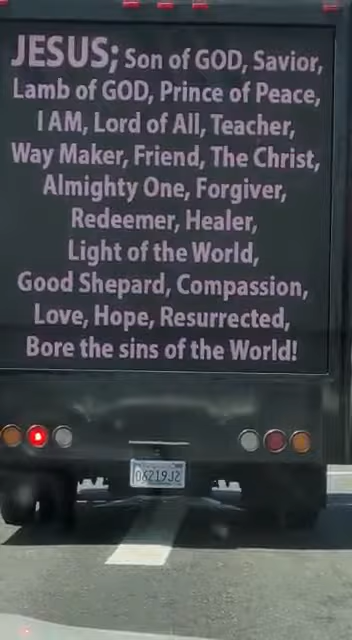 JESUS; Son of GOD, Savior,
Lamb of GOD, Prince of Peace,
I AM, Lord of All, Teacher,
Way Maker, Friend, The Christ,
Almighty One, Forgiver,
Redeemer, Healer,
Light of the World,
Good Shepard, Compassion,
Love, Hope, Resurrected,
Bore the sins of the World!
06219J2